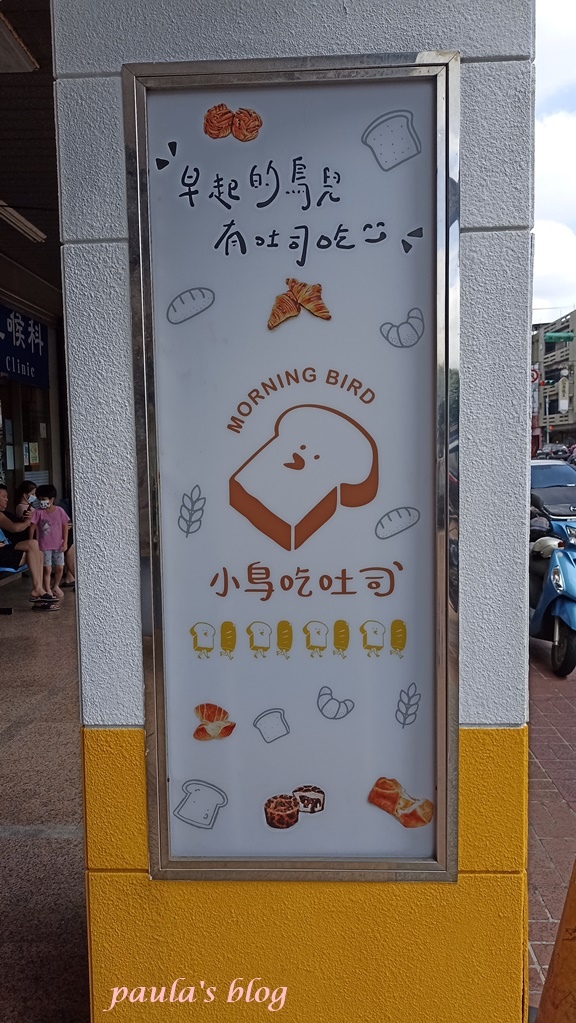 早起的鳥兒
有吐司吃
MORNING BIRD
小鳥吃吐司
喉科
Clinic
paula's blog